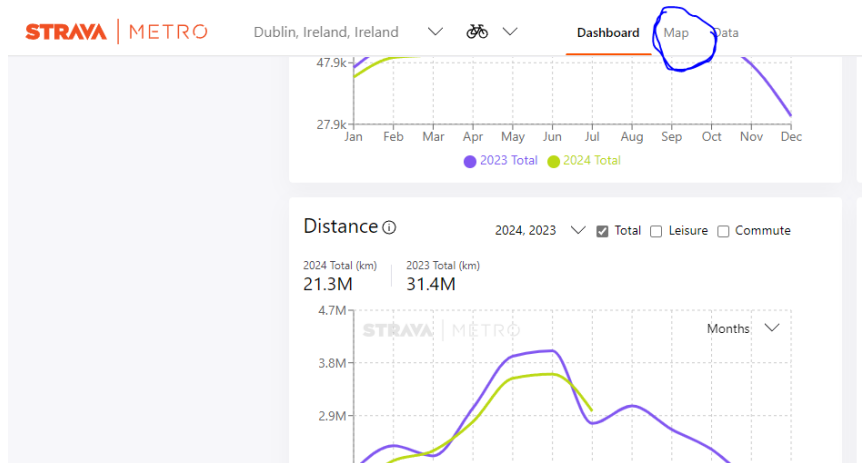 STRAVA METRO Dublin, Ireland, Ireland Dashboard Map Data
47.9k
27.9k
Jan Feb Mar Apr May Jun Jul Aug Sep Oct Nov Dec
2023 Total 2024 Total
Distance 2024, 2023 Total Leisure Commute
2024 Total (km) 2023 Total (km)
21.3M 31.4M
4.7M
STRAVA METRO Months
3.8M
2.9M